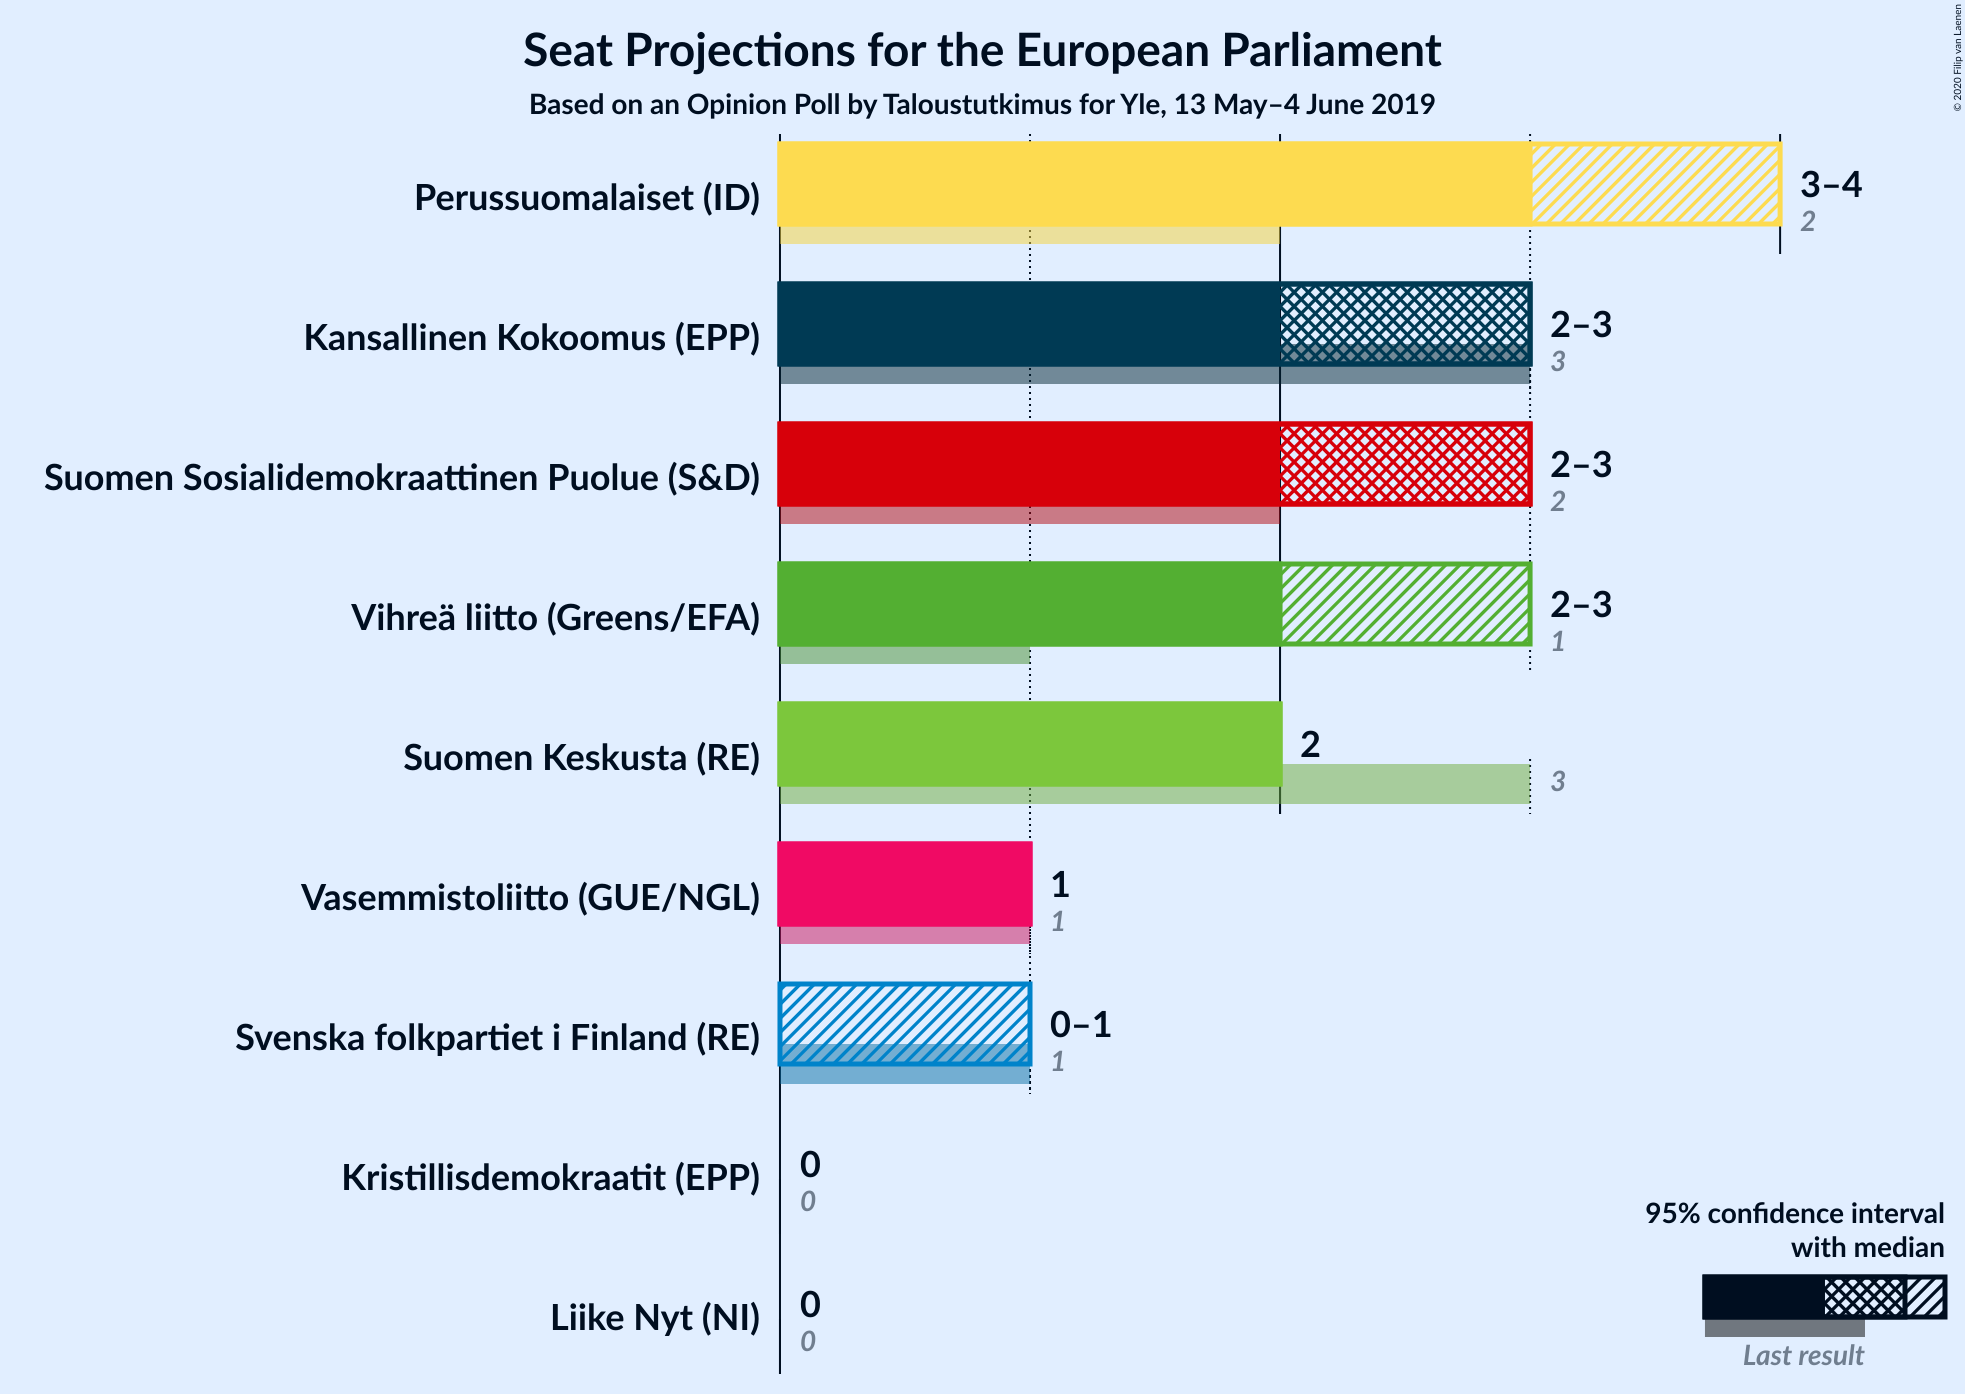 Seat Projections for the European Parliament
Based on an Opinion Poll by Taloustutkimus for Yle, 13 May–4 June 2019
© 2020 Filip van Laenen
Perussuomalaiset (ID)
3–4
2
Kansallinen Kokoomus (EPP)
2–3
3
Suomen Sosialidemokraattinen Puolue (S&D)
2–3
2
Vihreä liitto (Greens/EFA)
2–3
1
Suomen Keskusta (RE)
2
3
Vasemmistoliitto (GUE/NGL)
1
1
Svenska folkpartiet i Finland (RE)
0–1
1
Kristillisdemokraatit (EPP)
0
0
Liike Nyt (NI)
0
0
95% confidence interval
with median
Last result